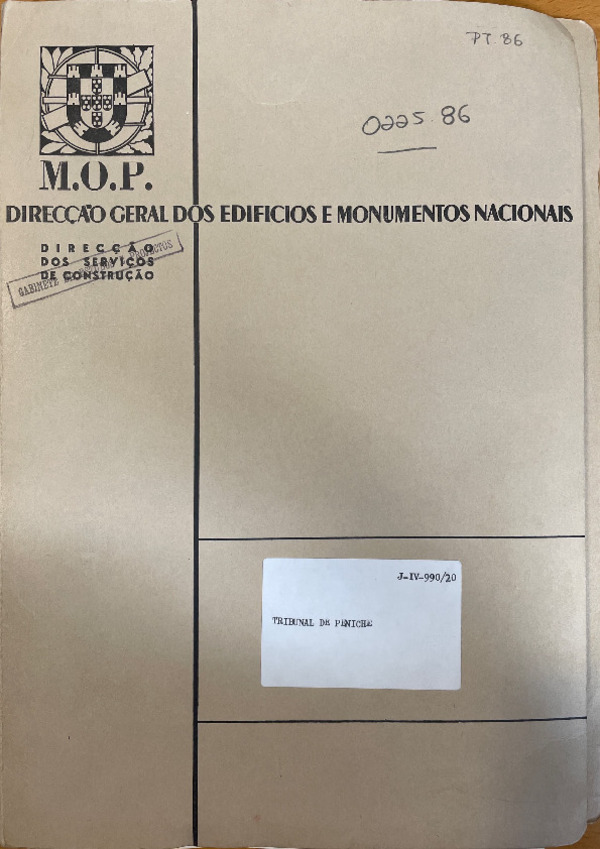 PT. 86
0225.86
M.O.P.
DIRECÇÃO GERAL DOS EDIFICIOS E MONUMENTOS NACIONAIS
DIRECÇÃO
DOS SERVIÇOS
DE CONSTRUÇÃO
GABINETE PROJECTOS
J-IV-990/20
TRIBUNAL DE PENICHE